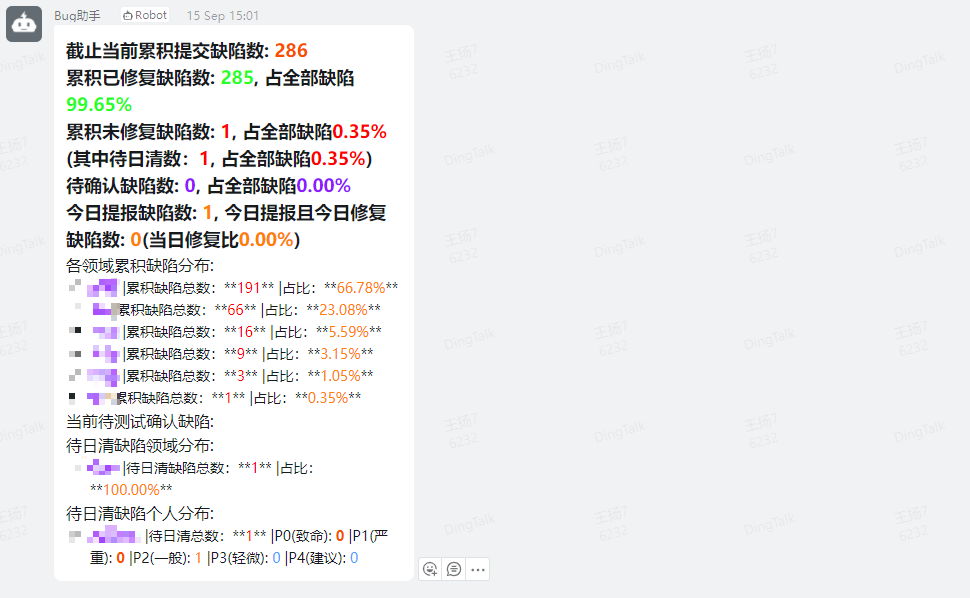 Bug助手 Robot 15 Sep 15:01
截止当前累积提交缺陷数: 286
累积已修复缺陷数: 285, 占全部缺陷
99.65%
累积未修复缺陷数: 1, 占全部缺陷0.35%
(其中待日清数：1, 占全部缺陷0.35%)
待确认缺陷数: 0, 占全部缺陷0.00%
今日提报缺陷数: 1, 今日提报且今日修复
缺陷数: 0(当日修复比0.00%)
各领域累积缺陷分布:
|累积缺陷总数：**191** |占比：**66.78%**
累积缺陷总数：**66** |占比：**23.08%**
|累积缺陷总数：**16** |占比：**5.59%**
|累积缺陷总数：**9** |占比：**3.15%**
|累积缺陷总数：**3** |占比：**1.05%**
累积缺陷总数：**1** |占比：**0.35%**
当前待测试确认缺陷:
待日清缺陷领域分布:
|待日清缺陷总数：**1** |占比：
**100.00%**
待日清缺陷个人分布:
|待日清总数：**1** |P0(致命): 0 |P1(严
重): 0 |P2(一般): 1 |P3(轻微): 0 |P4(建议): 0